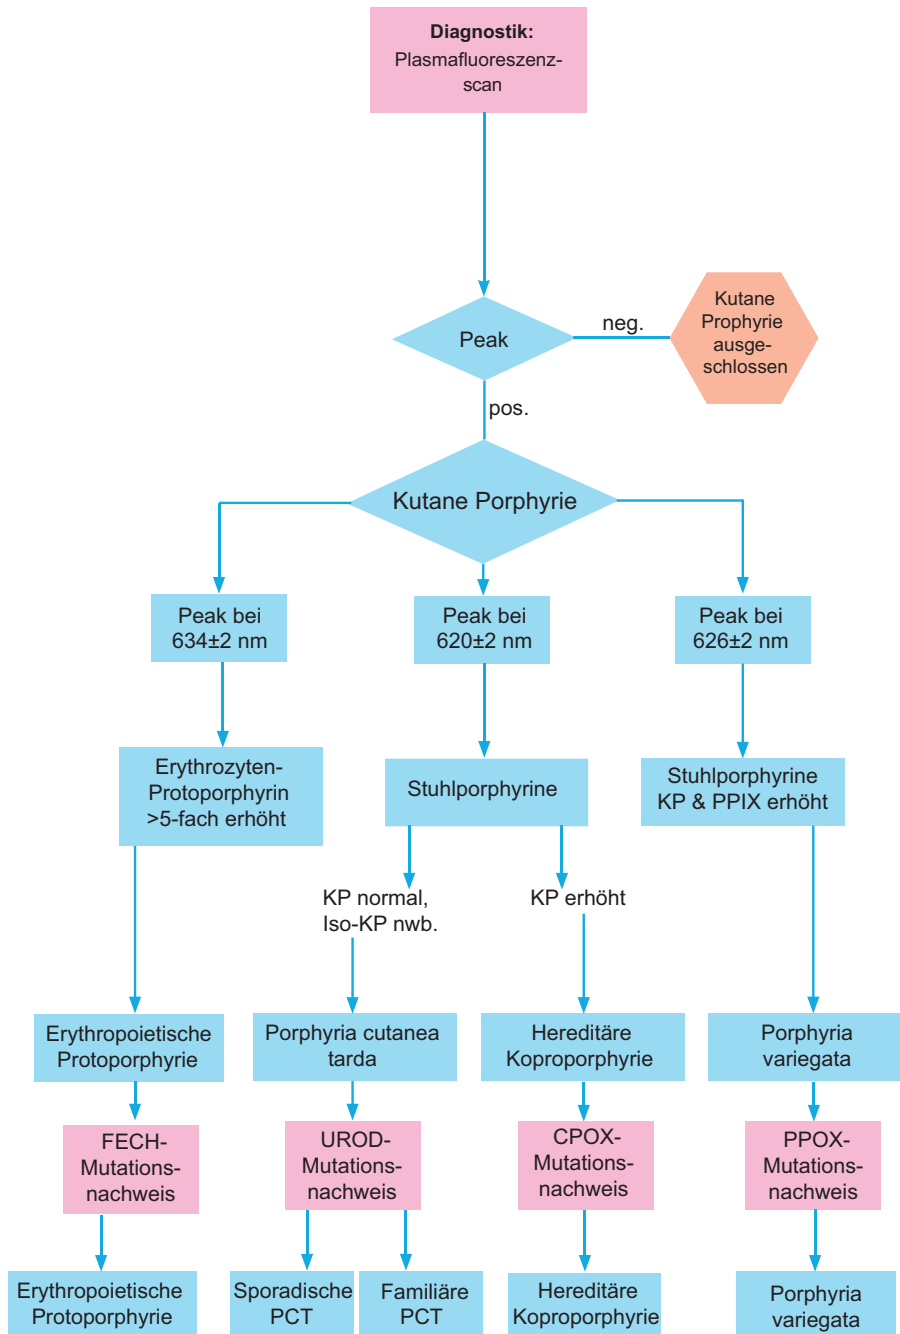 Diagnostik:
Plasmafluoreszenz-
scan
Peak
neg.
Kutane
Prophyrie
ausge-
schlossen
pos.
Kutane Porphyrie
Peak bei
634±2 nm
Peak bei
620±2 nm
Peak bei
626±2 nm
Erythrozyten-
Protoporphyrin
>5-fach erhöht
Stuhlporphyrine
Stuhlporphyrine
KP & PPIX erhöht
KP normal,
Iso-KP nwb.
KP erhöht
Erythropoietische
Protoporphyrie
Porphyria cutanea
tarda
Hereditäre
Koproporphyrie
Porphyria
variegata
FECH-
Mutations-
nachweis
UROD-
Mutations-
nachweis
CPOX-
Mutations-
nachweis
PPOX-
Mutations-
nachweis
Erythropoietische
Protoporphyrie
Sporadische
PCT
Familiäre
PCT
Hereditäre
Koproporphyrie
Porphyria
variegata